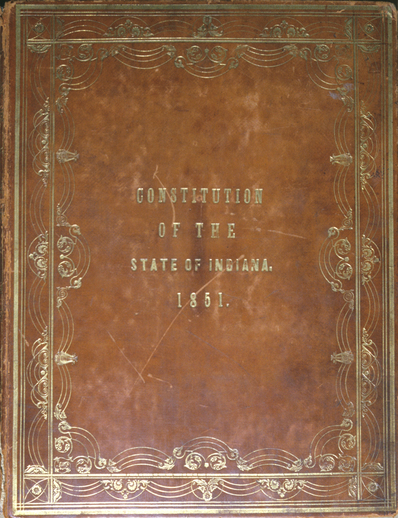 CONSTITUTION
OF THE
STATE OF INDIANA.
1851.